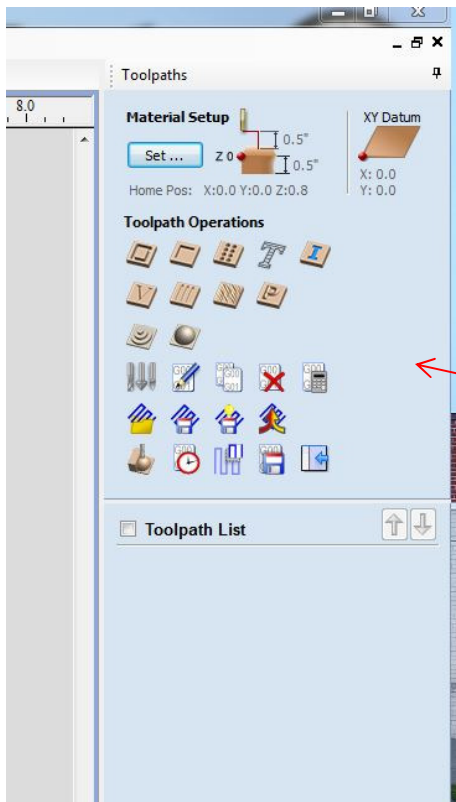 Toolpaths
8.0
Material Setup
XY Datum
0.5"
Set ...
Z 0
0.5"
X: 0.0
Home Pos: X:0.0 Y:0.0 Z:0.8
Y: 0.0
Toolpath Operations
Toolpath List